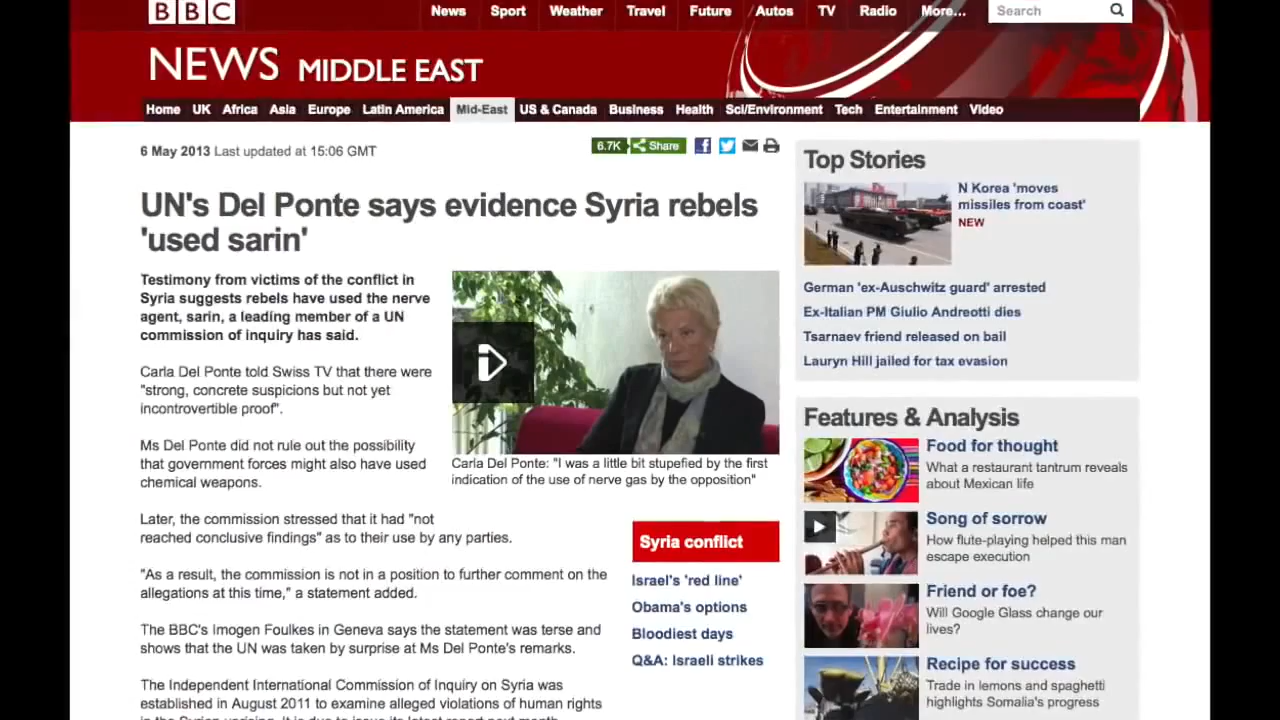 BBC
News Sport Weather Travel Future Autos TV Radio More... Search
NEWS MIDDLE EAST
Home UK Africa Asia Europe Latin America Mid-East US & Canada Business Health Sci/Environment Tech Entertainment Video
6 May 2013 Last updated at 15:06 GMT
6.7K Share
UN's Del Ponte says evidence Syria rebels
'used sarin'
Testimony from victims of the conflict in
Syria suggests rebels have used the nerve
agent, sarin, a leading member of a UN
commission of inquiry has said.
Carla Del Ponte told Swiss TV that there were
"strong, concrete suspicions but not yet
incontrovertible proof".
Ms Del Ponte did not rule out the possibility
that government forces might also have used
chemical weapons.
Later, the commission stressed that it had "not
reached conclusive findings" as to their use by any parties.
"As a result, the commission is not in a position to further comment on the
allegations at this time," a statement added.
The BBC's Imogen Foulkes in Geneva says the statement was terse and
shows that the UN was taken by surprise at Ms Del Ponte's remarks.
The Independent International Commission of Inquiry on Syria was
established in August 2011 to examine alleged violations of human rights
in the Syrian uprising. It is due to issue its latest report next month.
Carla Del Ponte: "I was a little bit stupefied by the first
indication of the use of nerve gas by the opposition"
Syria conflict
Israel's 'red line'
Obama's options
Bloodiest days
Q&A: Israeli strikes
Top Stories
N Korea 'moves
missiles from coast'
NEW
German 'ex-Auschwitz guard' arrested
Ex-Italian PM Giulio Andreotti dies
Tsarnaev friend released on bail
Lauryn Hill jailed for tax evasion
Features & Analysis
Food for thought
What a restaurant tantrum reveals
about Mexican life
Song of sorrow
How flute-playing helped this man
escape execution
Friend or foe?
Will Google Glass change our
lives?
Recipe for success
Trade in lemons and spaghetti
highlights Somalia's progress